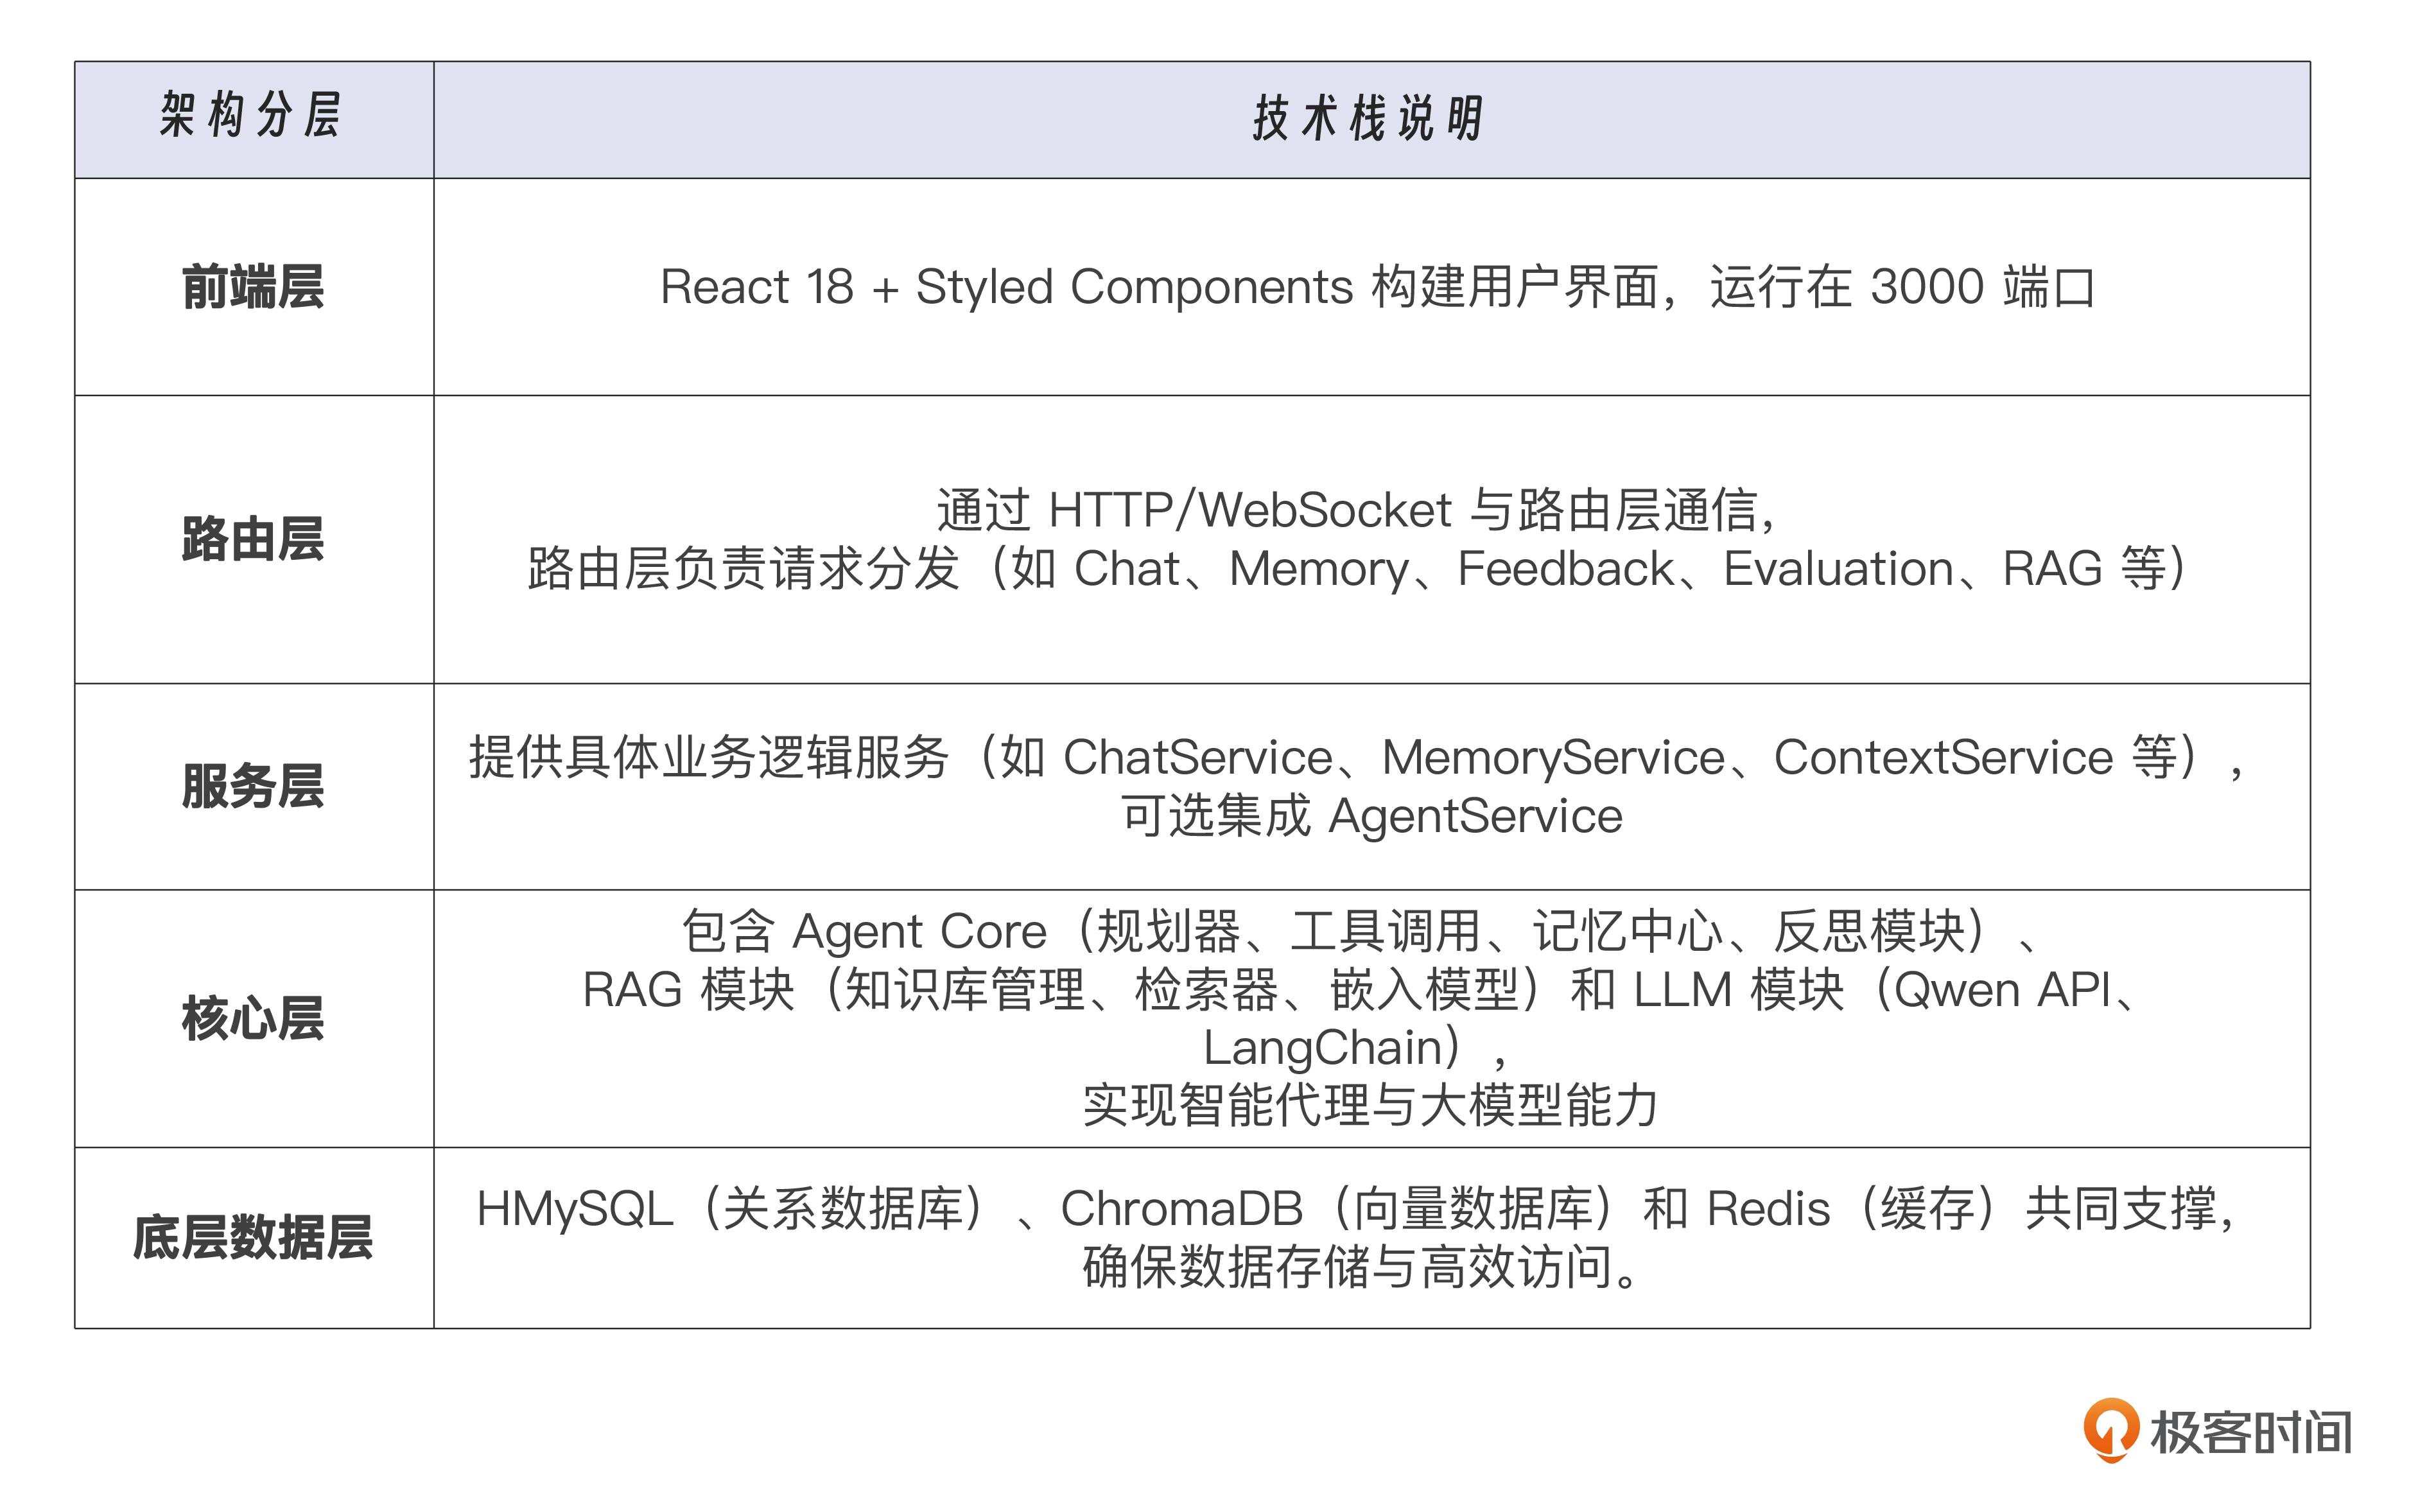 架构分层
技术栈说明
前端层
React 18 + Styled Components 构建用户界面，运行在 3000 端口
路由层
通过 HTTP/WebSocket 与路由层通信，
路由层负责请求分发（如 Chat、Memory、Feedback、Evaluation、RAG 等）
服务层
提供具体业务逻辑服务（如 ChatService、MemoryService、ContextService 等），
可选集成 AgentService
核心层
包含 Agent Core（规划器、工具调用、记忆中心、反思模块）、
RAG 模块（知识库管理、检索器、嵌入模型）和 LLM 模块（Qwen API、
LangChain），
实现智能代理与大模型能力
底层数据层
HMySQL（关系数据库）、ChromaDB（向量数据库）和 Redis（缓存）共同支撑，
确保数据存储与高效访问。
极客时间